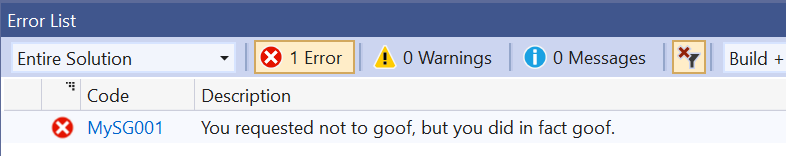 Error List
Entire Solution 1 Error 0 Warnings 0 Messages Build +
Code Description
MySG001 You requested not to goof, but you did in fact goof.